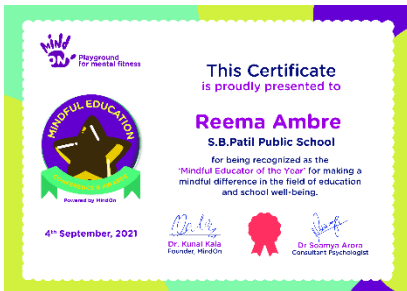 MIND
ON
Playground
for mental fitness
This Certificate
is proudly presented to
MINDFUL EDUCATION
CONFERENCE & AWARDS
Powered by MindOn
Reema Ambre
S.B.Patil Public School
for being recognized as the
'Mindful Educator of the Year' for making a
mindful difference in the field of education
and school well-being.
4th September, 2021
Dr. Kunal Kala
Founder, MindOn
Dr Soamya Arora
Consultant Psychologist